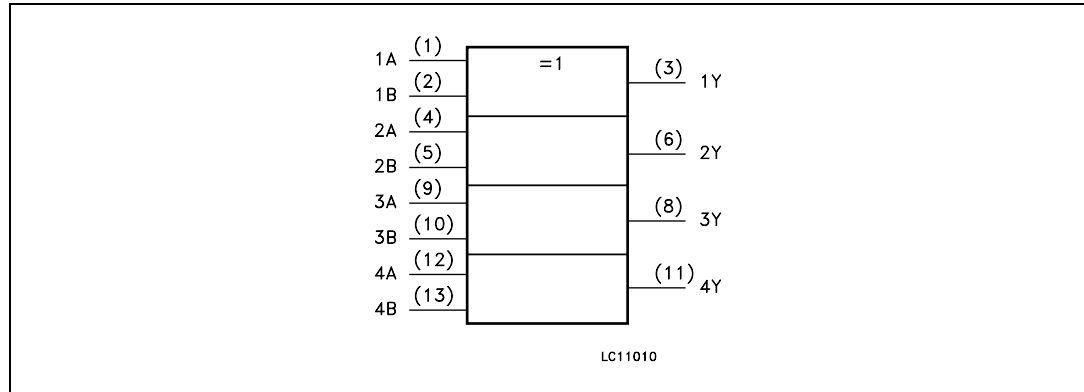 1A (1)
=1
(3) 1Y
1B (2)
2A (4)
(6) 2Y
2B (5)
3A (9)
(8) 3Y
3B (10)
4A (12)
(11) 4Y
4B (13)
LC11010